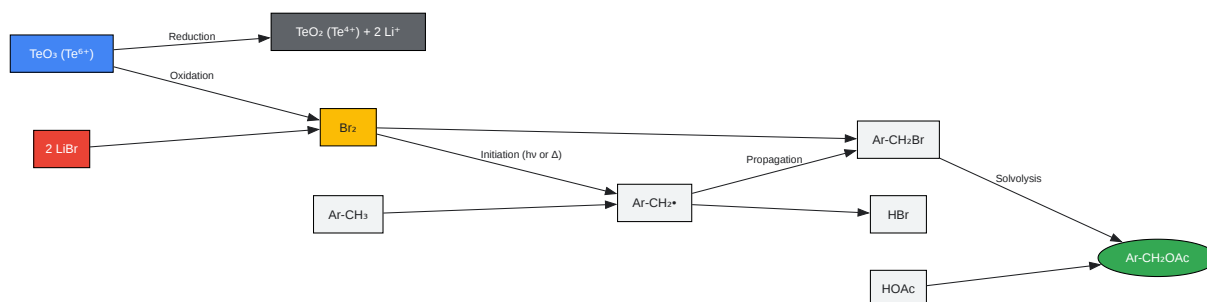 TeO₃ (Te⁶⁺)
Reduction
TeO₂ (Te⁴⁺) + 2 Li⁺
Oxidation
2 LiBr
Br₂
Initiation (hν or Δ)
Ar-CH₃
Ar-CH₂•
Propagation
Ar-CH₂Br
HBr
Solvolysis
HOAc
Ar-CH₂OAc